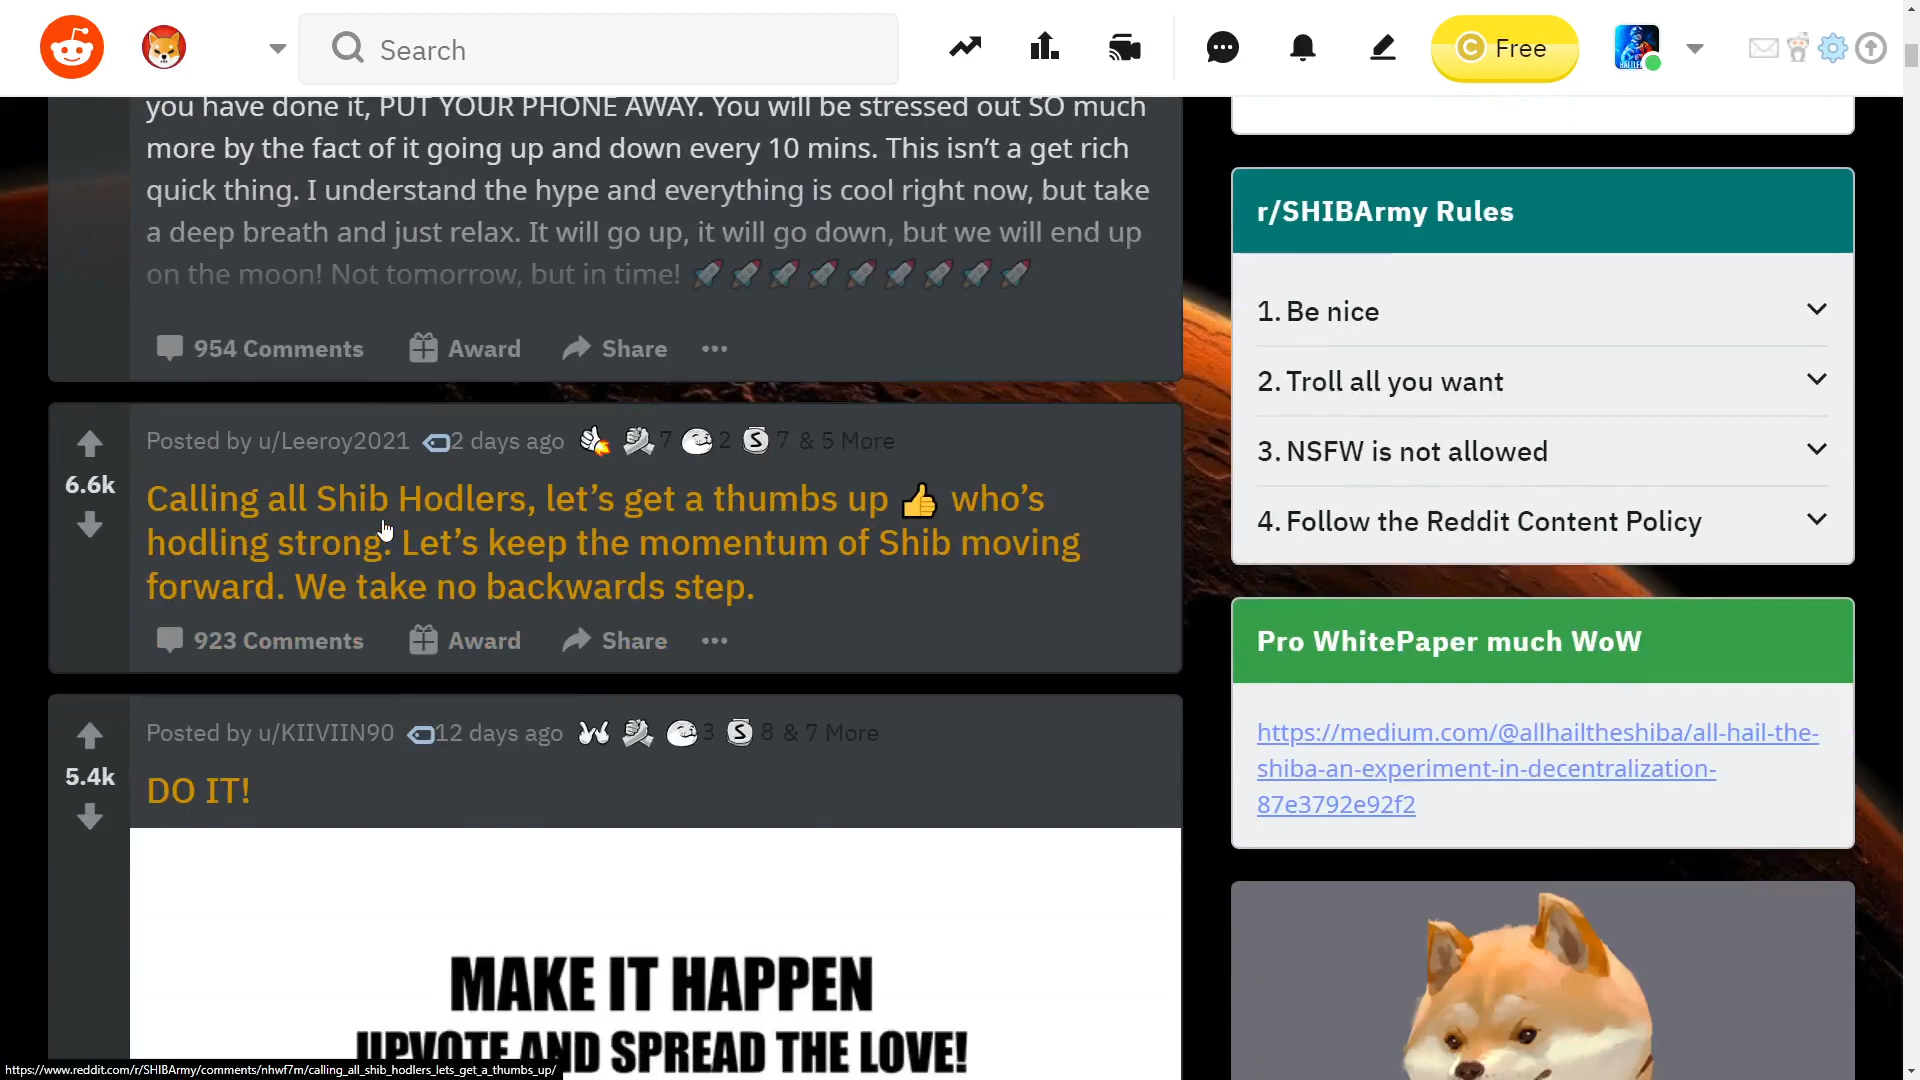 Search
Free
you have done it, PUT YOUR PHONE AWAY. You will be stressed out SO much
more by the fact of it going up and down every 10 mins. This isn’t a get rich
quick thing. I understand the hype and everything is cool right now, but take
a deep breath and just relax. It will go up, it will go down, but we will end up
on the moon! Not tomorrow, but in time! 🚀🚀🚀🚀🚀🚀🚀🚀🚀
954 Comments
Award
Share
6.6k
Posted by u/Leeroy2021 2 days ago 7 2 7 & 5 More
Calling all Shib Hodlers, let’s get a thumbs up 👍 who’s
hodling strong. Let’s keep the momentum of Shib moving
forward. We take no backwards step.
923 Comments
Award
Share
5.4k
Posted by u/KIIVIIN90 12 days ago 3 8 & 7 More
DO IT!
MAKE IT HAPPEN
UPVOTE AND SPREAD THE LOVE!
r/SHIBArmy Rules
1. Be nice
2. Troll all you want
3. NSFW is not allowed
4. Follow the Reddit Content Policy
Pro WhitePaper much WoW
https://medium.com/@allhailtheshiba/all-hail-the-
shiba-an-experiment-in-decentralization-
87e3792e92f2
https://www.reddit.com/r/SHIBArmy/comments/nhwf7m/calling_all_shib_hodlers_lets_get_a_thumbs_up/